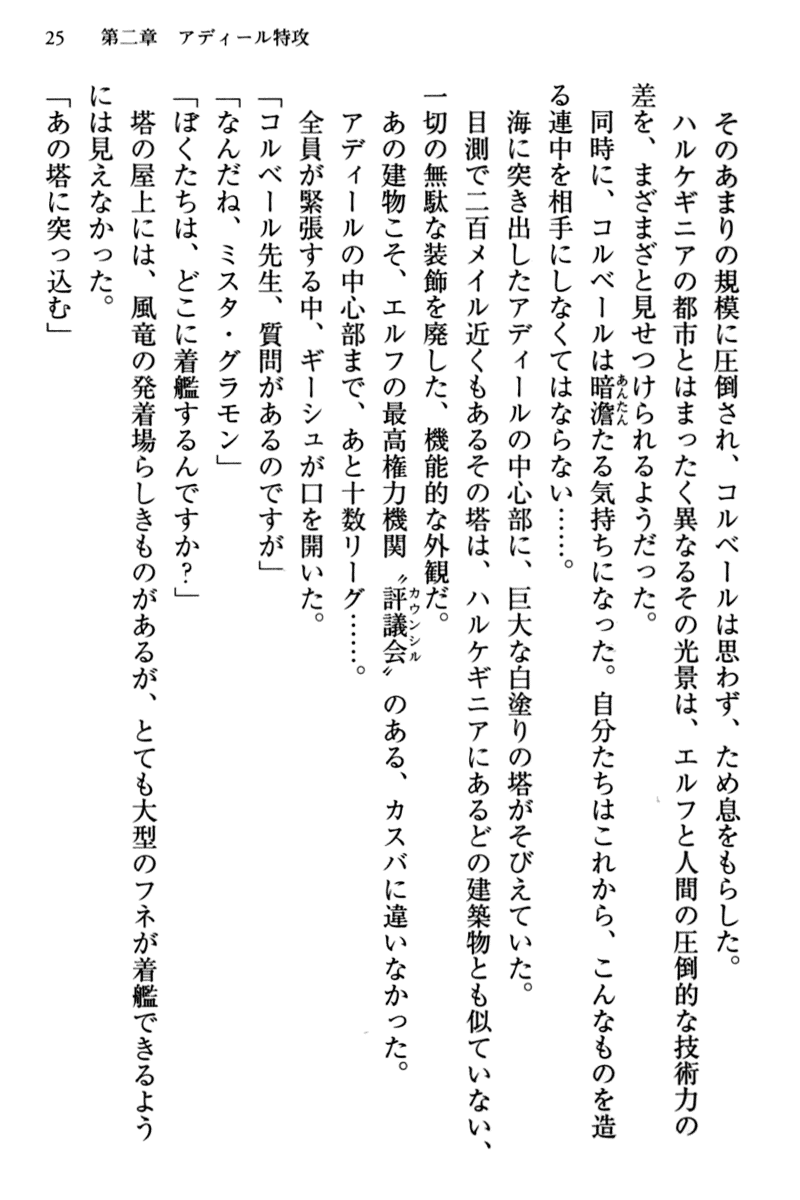 25　第二章　アディール特攻
　そのあまりの規模に圧倒され、コルベールは思わず、ため息をもらした。
　ハルケギニアの都市とはまったく異なるその光景は、エルフと人間の圧倒的な技術力の
差を、まざまざと見せつけられるようだった。
　同時に、コルベールは暗澹たる気持ちになった。自分たちはこれから、こんなものを造
る連中を相手にしなくてはならない……。
　海に突き出したアディールの中心部に、巨大な白塗りの塔がそびえていた。
　目測で二百メイル近くもあるその塔は、ハルケギニアにあるどの建築物とも似ていない、
一切の無駄な装飾を廃した、機能的な外観だ。
　あの建物こそ、エルフの最高権力機関〝評議会〟のある、カスバに違いなかった。
　アディールの中心部まで、あと十数リーグ……。
　全員が緊張する中、ギーシュが口を開いた。
「コルベール先生、質問があるのですが」
「なんだね、ミスタ・グラモン」
「ぼくたちは、どこに着艦するんですか？」
　塔の屋上には、風竜の発着場らしきものがあるが、とても大型のフネが着艦できるよう
には見えなかった。
「あの塔に突っ込む」
あんたん
カウンシル